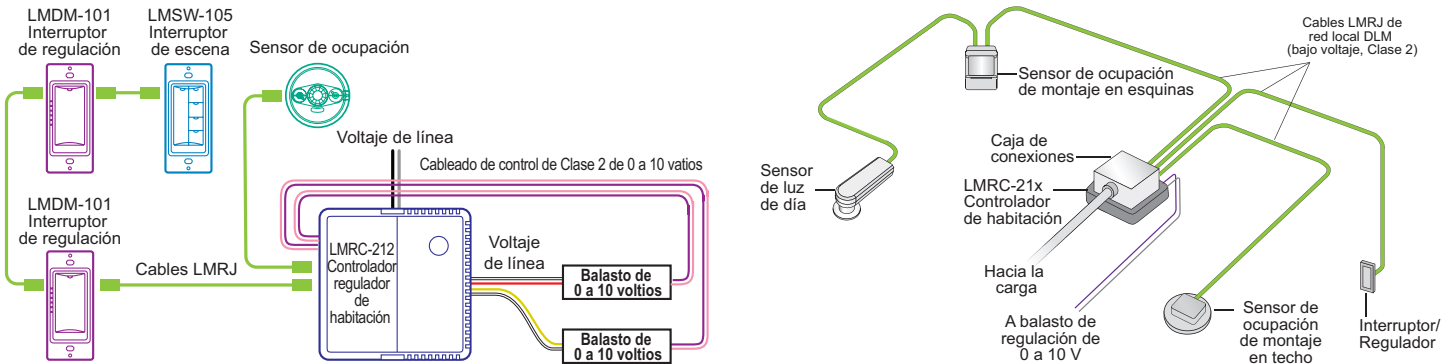 LMDM-101
Interruptor
de regulación
LMSW-105
Interruptor
de escena
Sensor de ocupación
Voltaje de línea
Cableado de control de Clase 2 de 0 a 10 vatios
LMDM-101
Interruptor
de regulación
Cables LMRJ
LMRC-212
Controlador
regulador
de
habitación
Voltaje
de línea
Balasto de
0 a 10 voltios
Balasto de
0 a 10 voltios
Cables LMRJ de
red local DLM
(bajo voltaje, Clase 2)
Sensor de ocupación
de montaje en esquinas
Caja de
conexiones
Sensor
de luz
de día
LMRC-21x
Controlador
de habitación
Hacia la
carga
A balasto de
regulación de
0 a 10 V
Sensor de
ocupación
de montaje
en techo
Interruptor/
Regulador